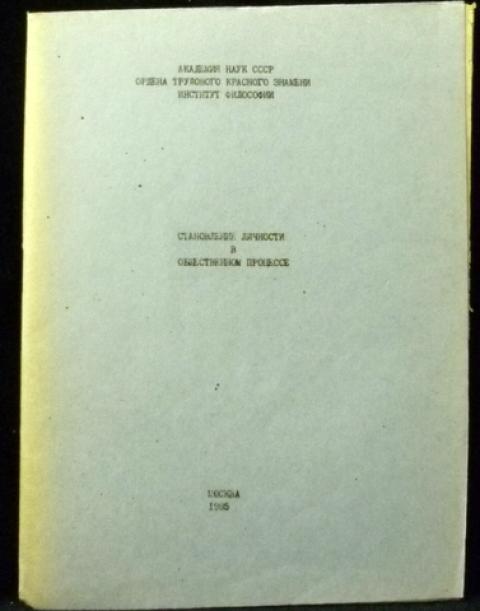 АКАДЕМИЯ НАУК СССР
ОРДЕНА ТРУДОВОГО КРАСНОГО ЗНАМЕНИ
ИНСТИТУТ ФИЛОСОФИИ
СТАНОВЛЕНИЕ ЛИЧНОСТИ
В
ОБЩЕСТВЕННОМ ПРОЦЕССЕ
МОСКВА
1985